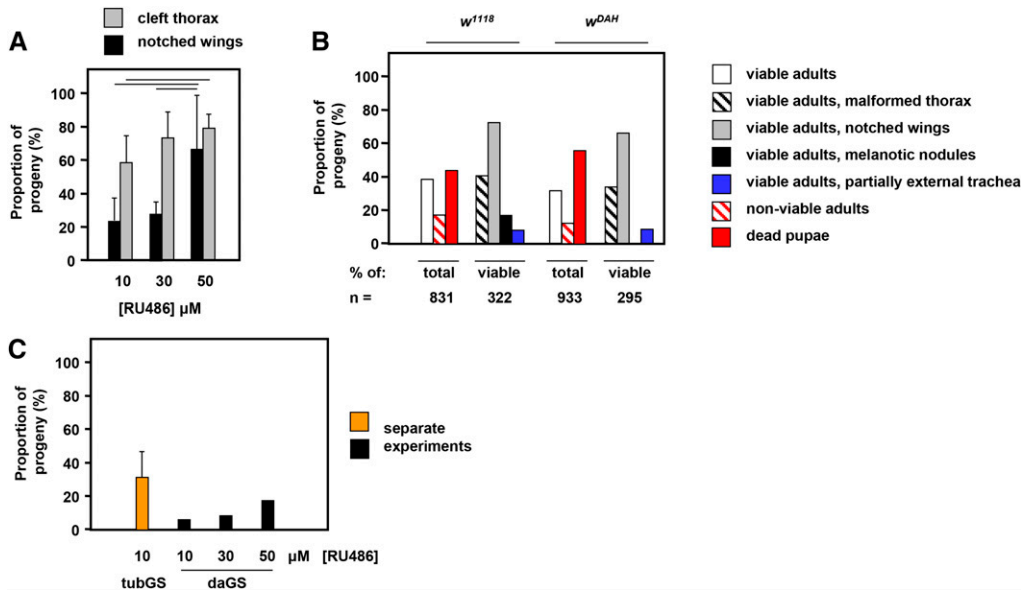 A
cleft thorax
notched wings
Proportion of
progeny (%)
100
80
60
40
20
0
10 30 50
[RU486] µM
B
w1118 wDAH
100
80
60
40
20
0
Proportion of
progeny (%)
% of: total viable total viable
n = 831 322 933 295
viable adults
viable adults, malformed thorax
viable adults, notched wings
viable adults, melanotic nodules
viable adults, partially external trachea
non-viable adults
dead pupae
C
Proportion of
progeny (%)
100
80
60
40
20
0
10 10 30 50 µM [RU486]
tubGS daGS
separate
experiments